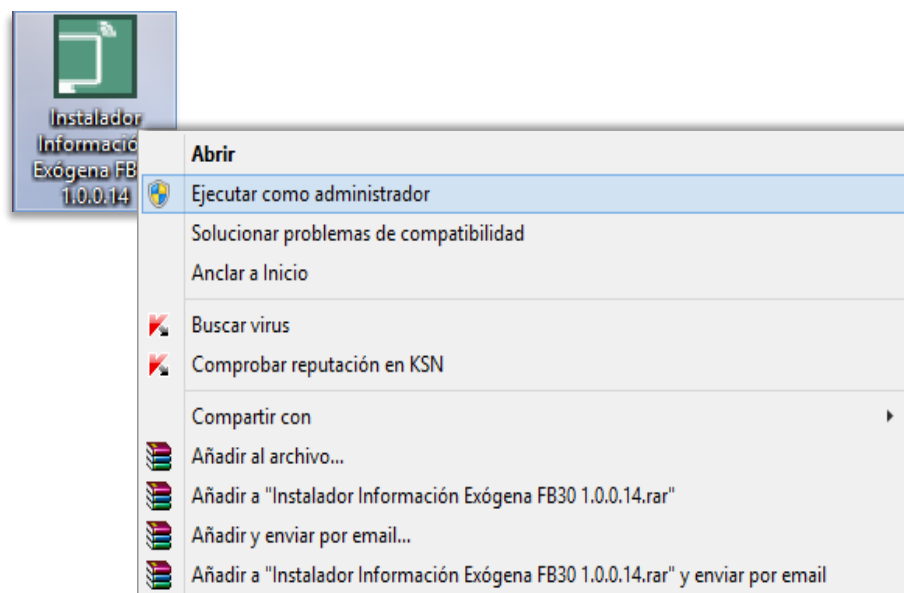 Instalador
Informació
Exógena FB
1.0.0.14
Abrir
Ejecutar como administrador
Solucionar problemas de compatibilidad
Anclar a Inicio
Buscar virus
Comprobar reputación en KSN
Compartir con
Añadir al archivo...
Añadir a "Instalador Información Exógena FB30 1.0.0.14.rar"
Añadir y enviar por email...
Añadir a "Instalador Información Exógena FB30 1.0.0.14.rar" y enviar por email